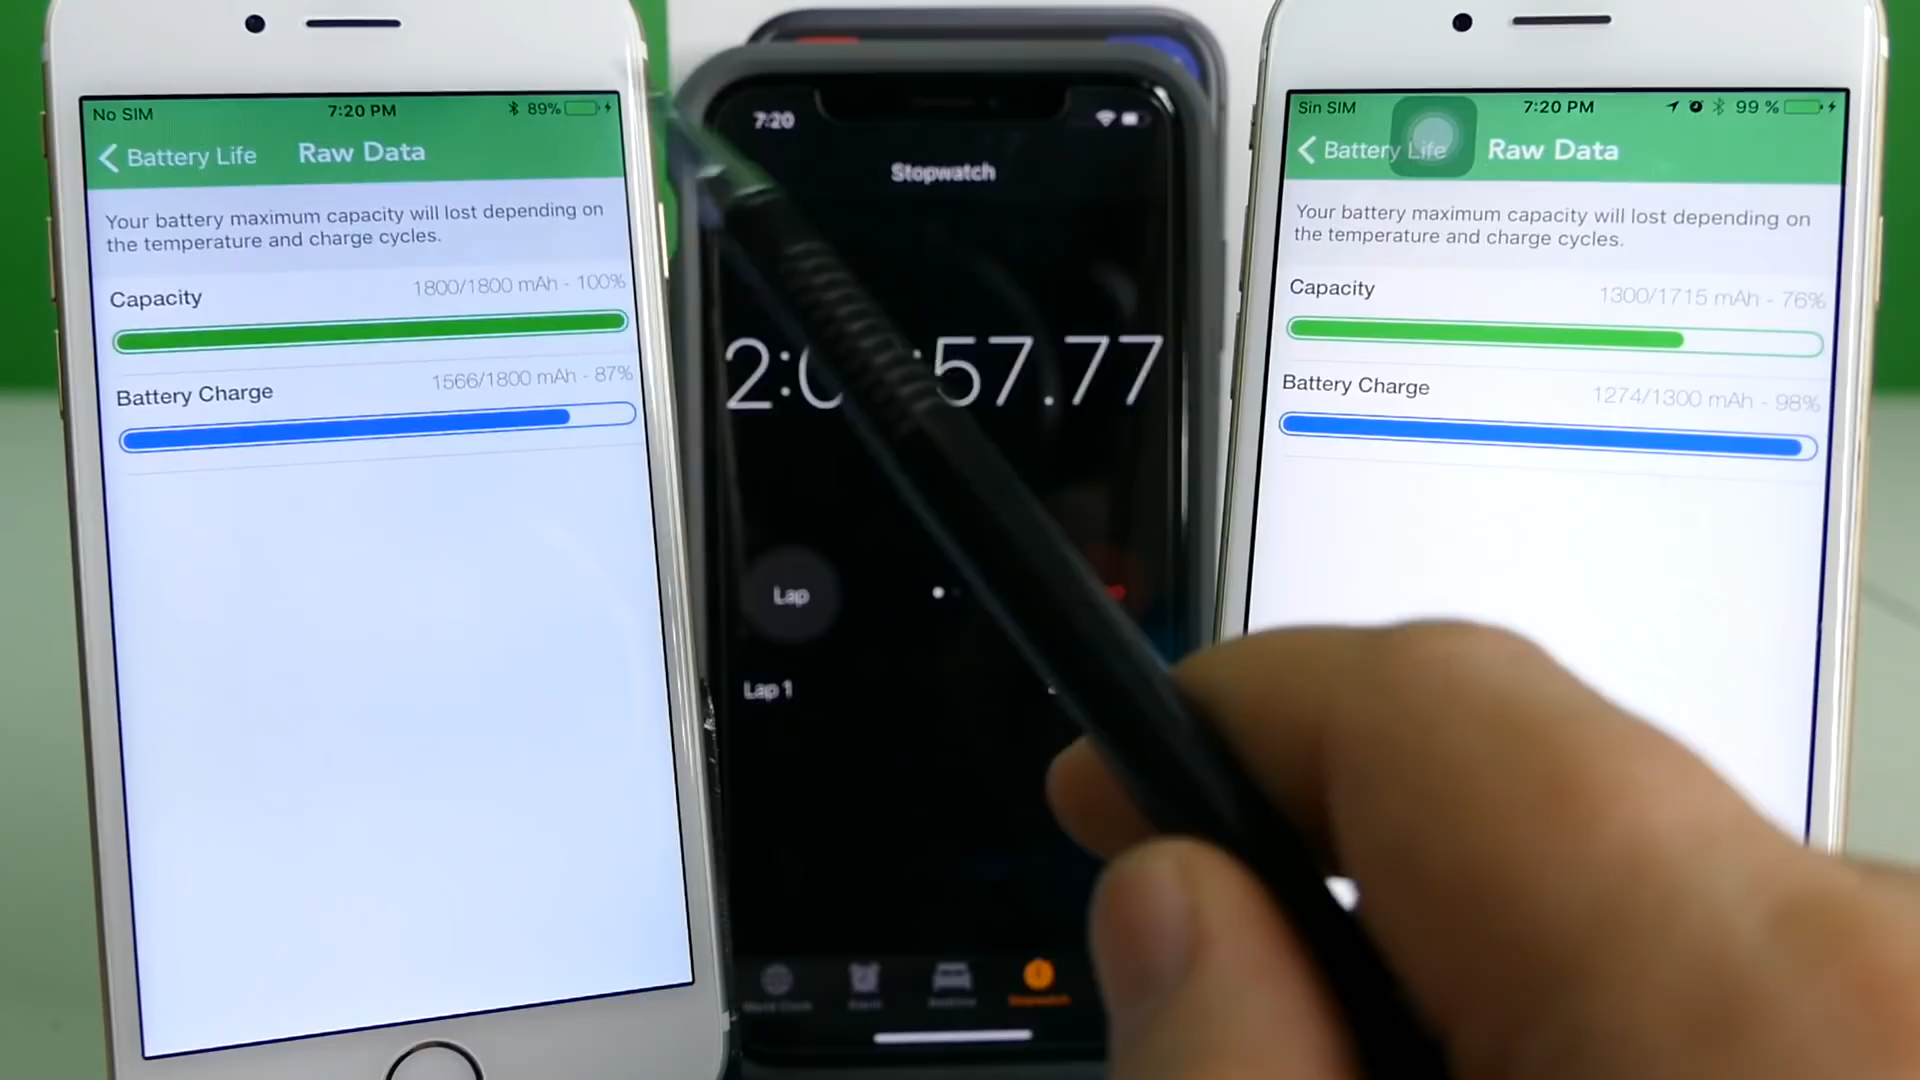 No SIM 7:20 PM 89%
Battery Life Raw Data
Your battery maximum capacity will lost depending on
the temperature and charge cycles.
Capacity 1800/1800 mAh - 100%
Battery Charge 1566/1800 mAh - 87%
7:20
Stopwatch
57.77
Lap
Lap 1
Stopwatch
Sin SIM 7:20 PM 99 %
Battery Life Raw Data
Your battery maximum capacity will lost depending on
the temperature and charge cycles.
Capacity 1300/1715 mAh - 76%
Battery Charge 1274/1300 mAh - 98%